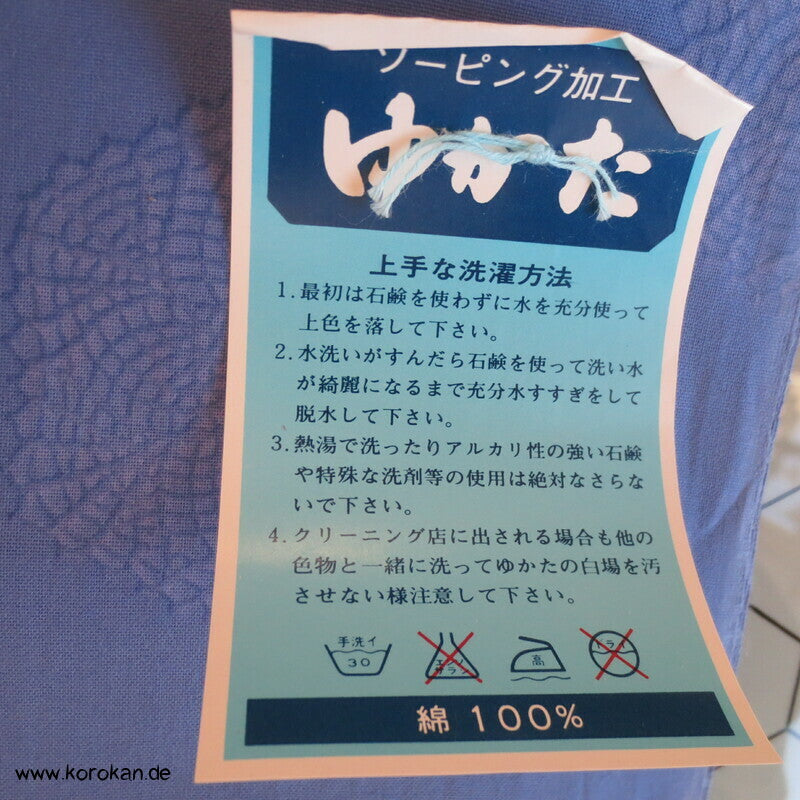 ソーピング加工
ゆかた
上手な洗濯方法
1.最初は石鹸を使わずに水を充分使って
上色を落して下さい。
2.水洗いがすんだら石鹸を使って洗い水
が綺麗になるまで充分水すすぎをして
脱水して下さい。
3.熱湯で洗ったりアルカリ性の強い石鹸
や特殊な洗剤等の使用は絶対なさらな
いで下さい。
4.クリーニング店に出される場合も他の
色物と一緒に洗ってゆかたの白場を汚
させない様注意して下さい。
手洗イ
30
エンソ
サラシ
高
ドライ
綿 100%
www.korokan.de